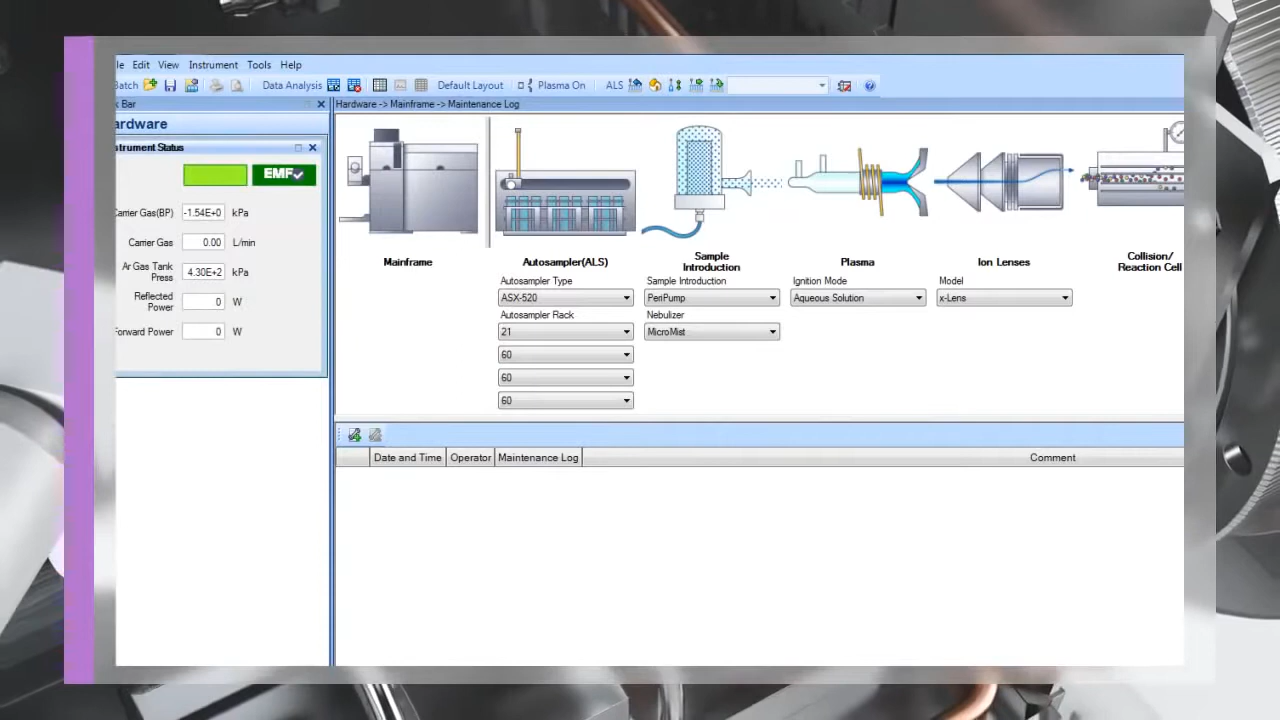 le Edit View Instrument Tools Help
Batch Data Analysis Default Layout Plasma On ALS
k Bar
Hardware -> Mainframe -> Maintenance Log
ardware
strument Status
EMF
Carrier Gas(BP) -1.54E+0 kPa
Carrier Gas 0.00 L/min
Ar Gas Tank
Press 4.30E+2 kPa
Reflected
Power 0 W
Forward Power 0 W
Mainframe
Autosampler(ALS)
Autosampler Type
ASX-520
Autosampler Rack
21
60
60
60
Sample
Introduction
Sample Introduction
PeriPump
Nebulizer
MicroMist
Plasma
Ignition Mode
Aqueous Solution
Ion Lenses
Model
x-Lens
Collision/
Reaction Cell
Date and Time Operator Maintenance Log Comment